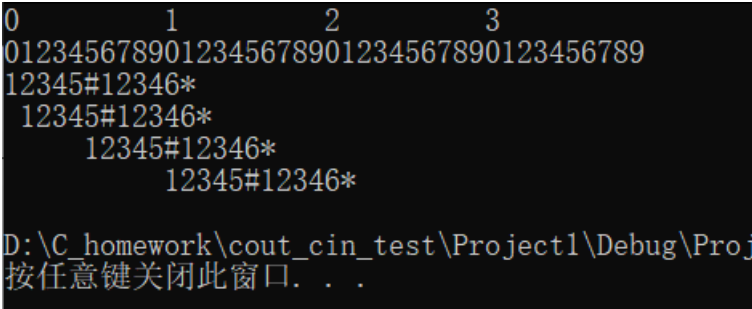 0         1         2         3
0123456789012345678901234567890123456789
12345#12346*
 12345#12346*
     12345#12346*
          12345#12346*
D:\C_homework\cout_cin_test\Project1\Debug\Proj
按任意键关闭此窗口. . .